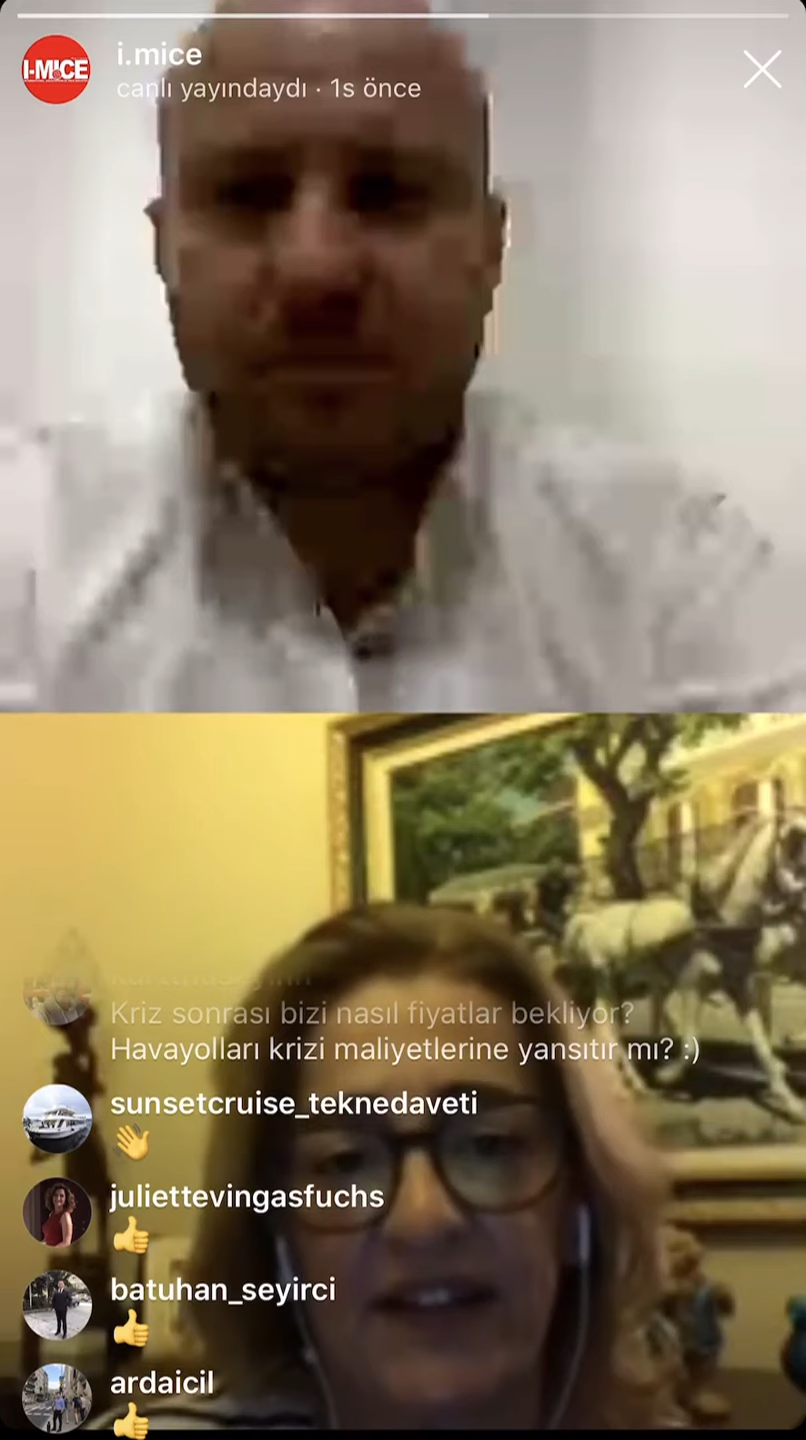 I-MICE
i.mice
canlı yayındaydı · 1s önce
Kriz sonrası bizi nasıl fiyatlar bekliyor?
Havayolları krizi maliyetlerine yansıtır mı? :)
sunsetcruise_teknedaveti
👋
juliettevingasfuchs
👍
batuhan_seyirci
👍
ardaicil
👍